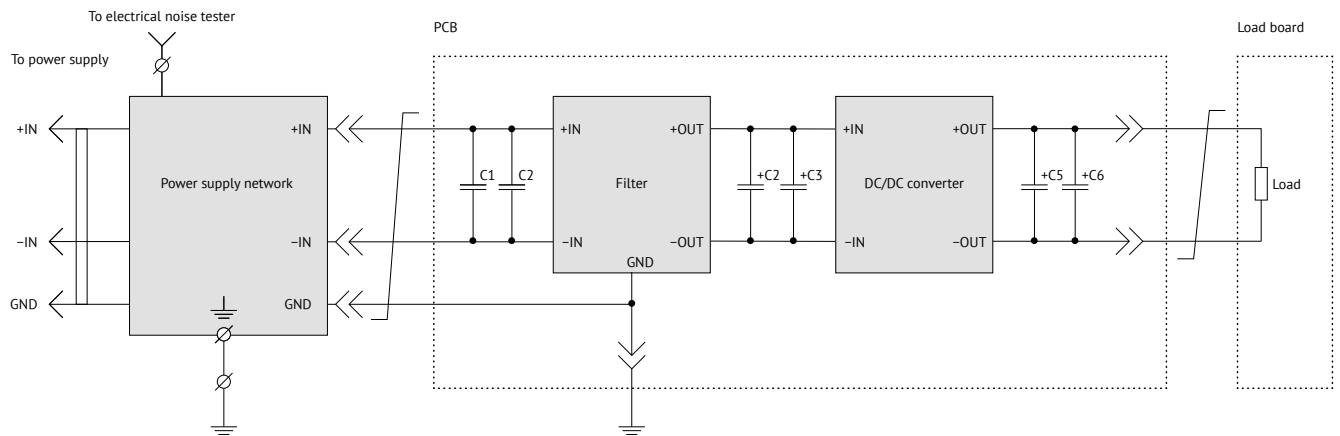 To electrical noise tester
PCB
Load board
To power supply
+IN
+IN
+IN
+OUT
+IN
+OUT
C1
C2
+C2
+C3
+C5
+C6
Power supply network
Filter
DC/DC converter
Load
−IN
−IN
−IN
−OUT
−IN
−OUT
GND
GND
GND